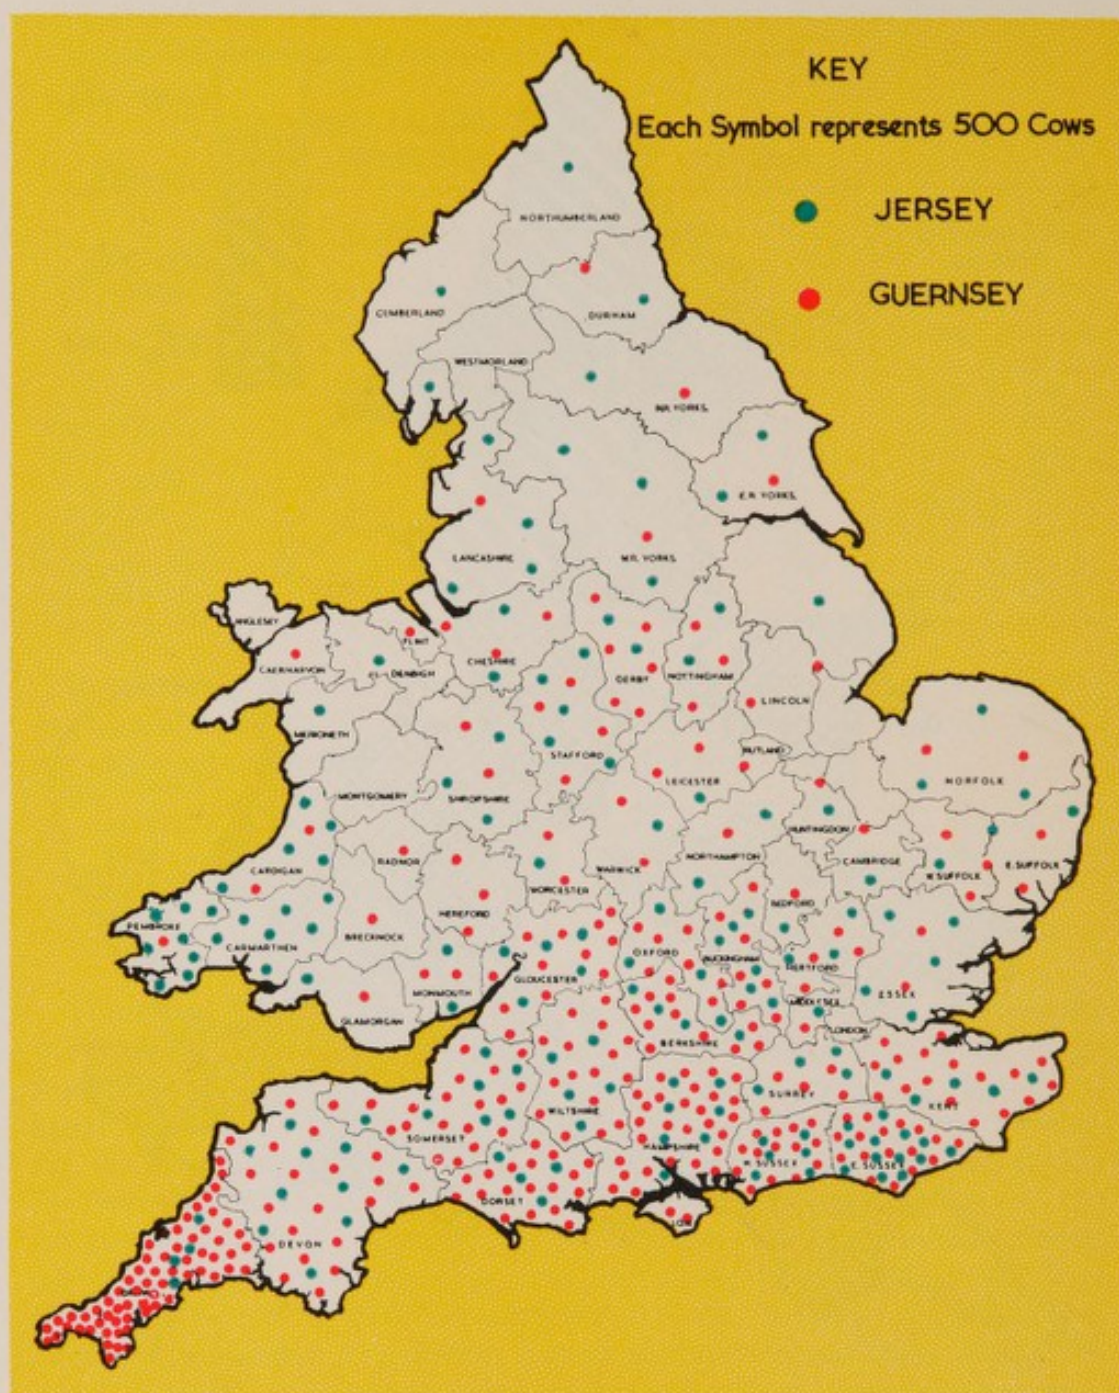 KEY
Each Symbol represents 500 Cows
JERSEY
GUERNSEY
NORTHUMBERLAND
CUMBERLAND
DURHAM
WESTMORLAND
N.R. YORKS.
E.R. YORKS.
LANCASHIRE
W.R. YORKS.
ANGLESEY
FLINT
CAERNARVON
DENBIGH
CHESHIRE
DERBY
NOTTINGHAM
LINCOLN
MERIONETH
STAFFORD
RUTLAND
LEICESTER
NORFOLK
MONTGOMERY
SHROPSHIRE
HUNTINGDON
RADNOR
NORTHAMPTON
CAMBRIDGE
E. SUFFOLK
CARDIGAN
WARWICK
W. SUFFOLK
WORCESTER
BEDFORD
HEREFORD
PEMBROKE
BRECKNOCK
CARMARTHEN
OXFORD
BUCKINGHAM
HERTFORD
GLOUCESTER
MONMOUTH
ESSEX
MIDDLESEX
GLAMORGAN
LONDON
BERKSHIRE
SURREY
KENT
WILTSHIRE
SOMERSET
HAMPSHIRE
W. SUSSEX
E. SUSSEX
DORSET
I.O.W.
DEVON